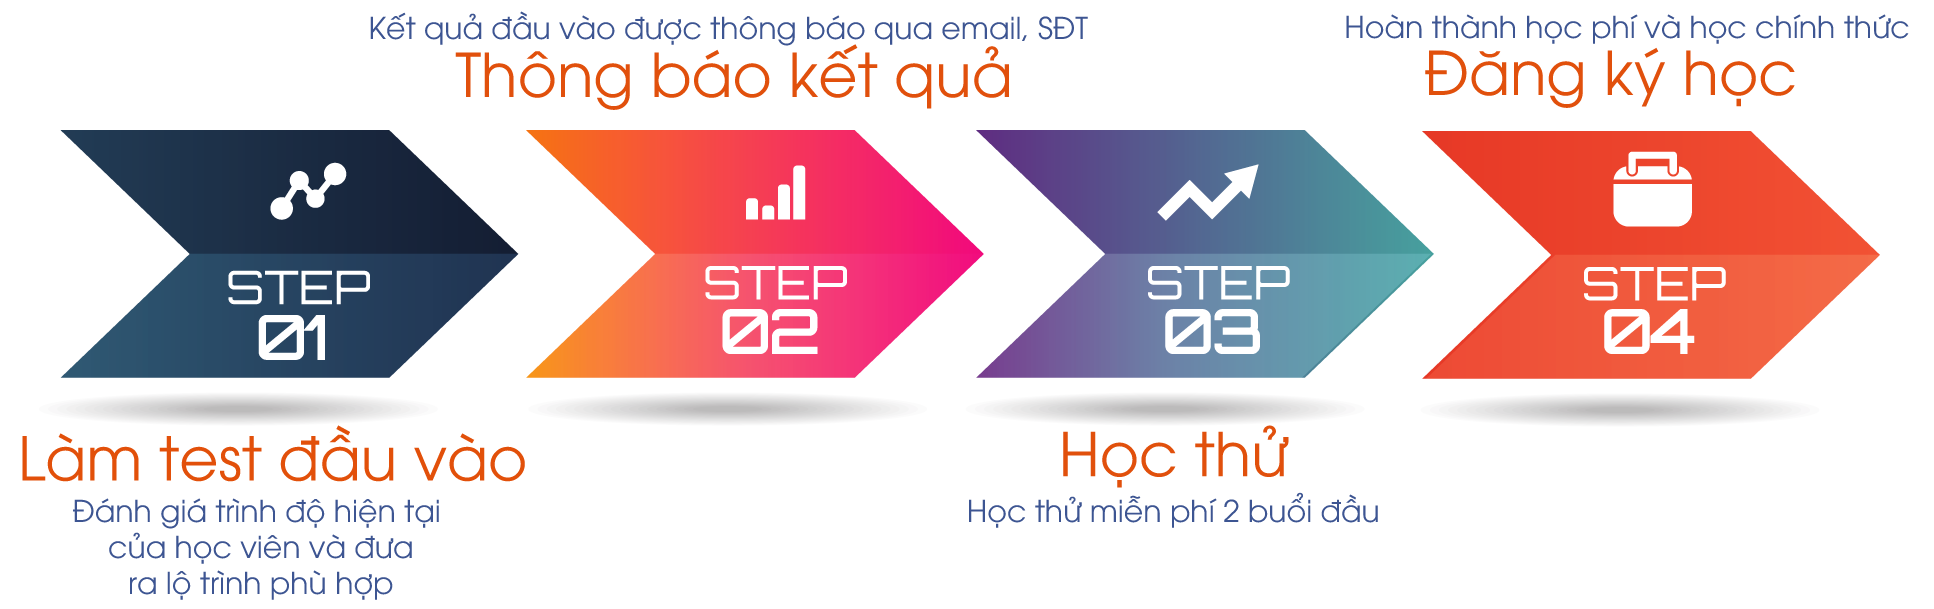 Kết quả đầu vào được thông báo qua email, SĐT
Thông báo kết quả
Hoàn thành học phí và học chính thức
Đăng ký học
STEP
01
STEP
02
STEP
03
STEP
04
Làm test đầu vào
Đánh giá trình độ hiện tại
của học viên và đưa
ra lộ trình phù hợp
Học thử
Học thử miễn phí 2 buổi đầu